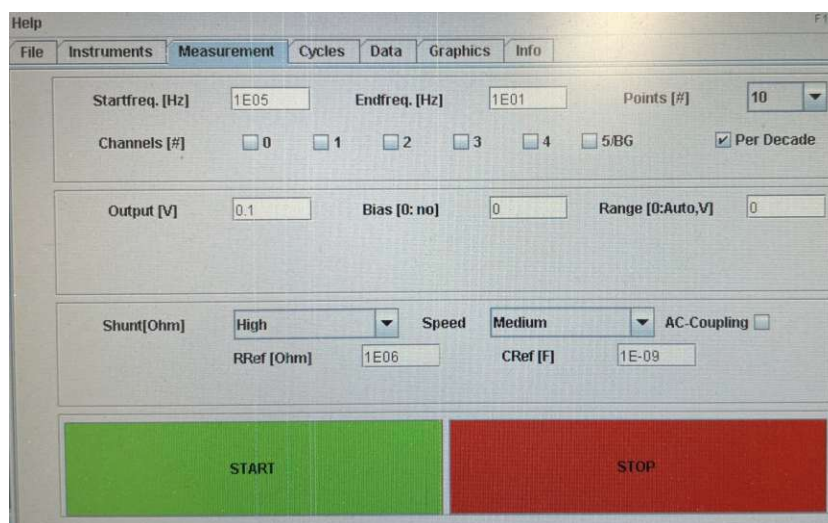 Help
File Instruments Measurement Cycles Data Graphics Info
Startfreq. [Hz] 1E05 Endfreq. [Hz] 1E01 Points [#] 10
Channels [#] 0 1 2 3 4 5/BG Per Decade
Output [V] 0.1 Bias [0: no] 0 Range [0:Auto,V] 0
Shunt[Ohm] High Speed Medium AC-Coupling
RRef [Ohm] 1E06 CRef [F] 1E-09
START STOP